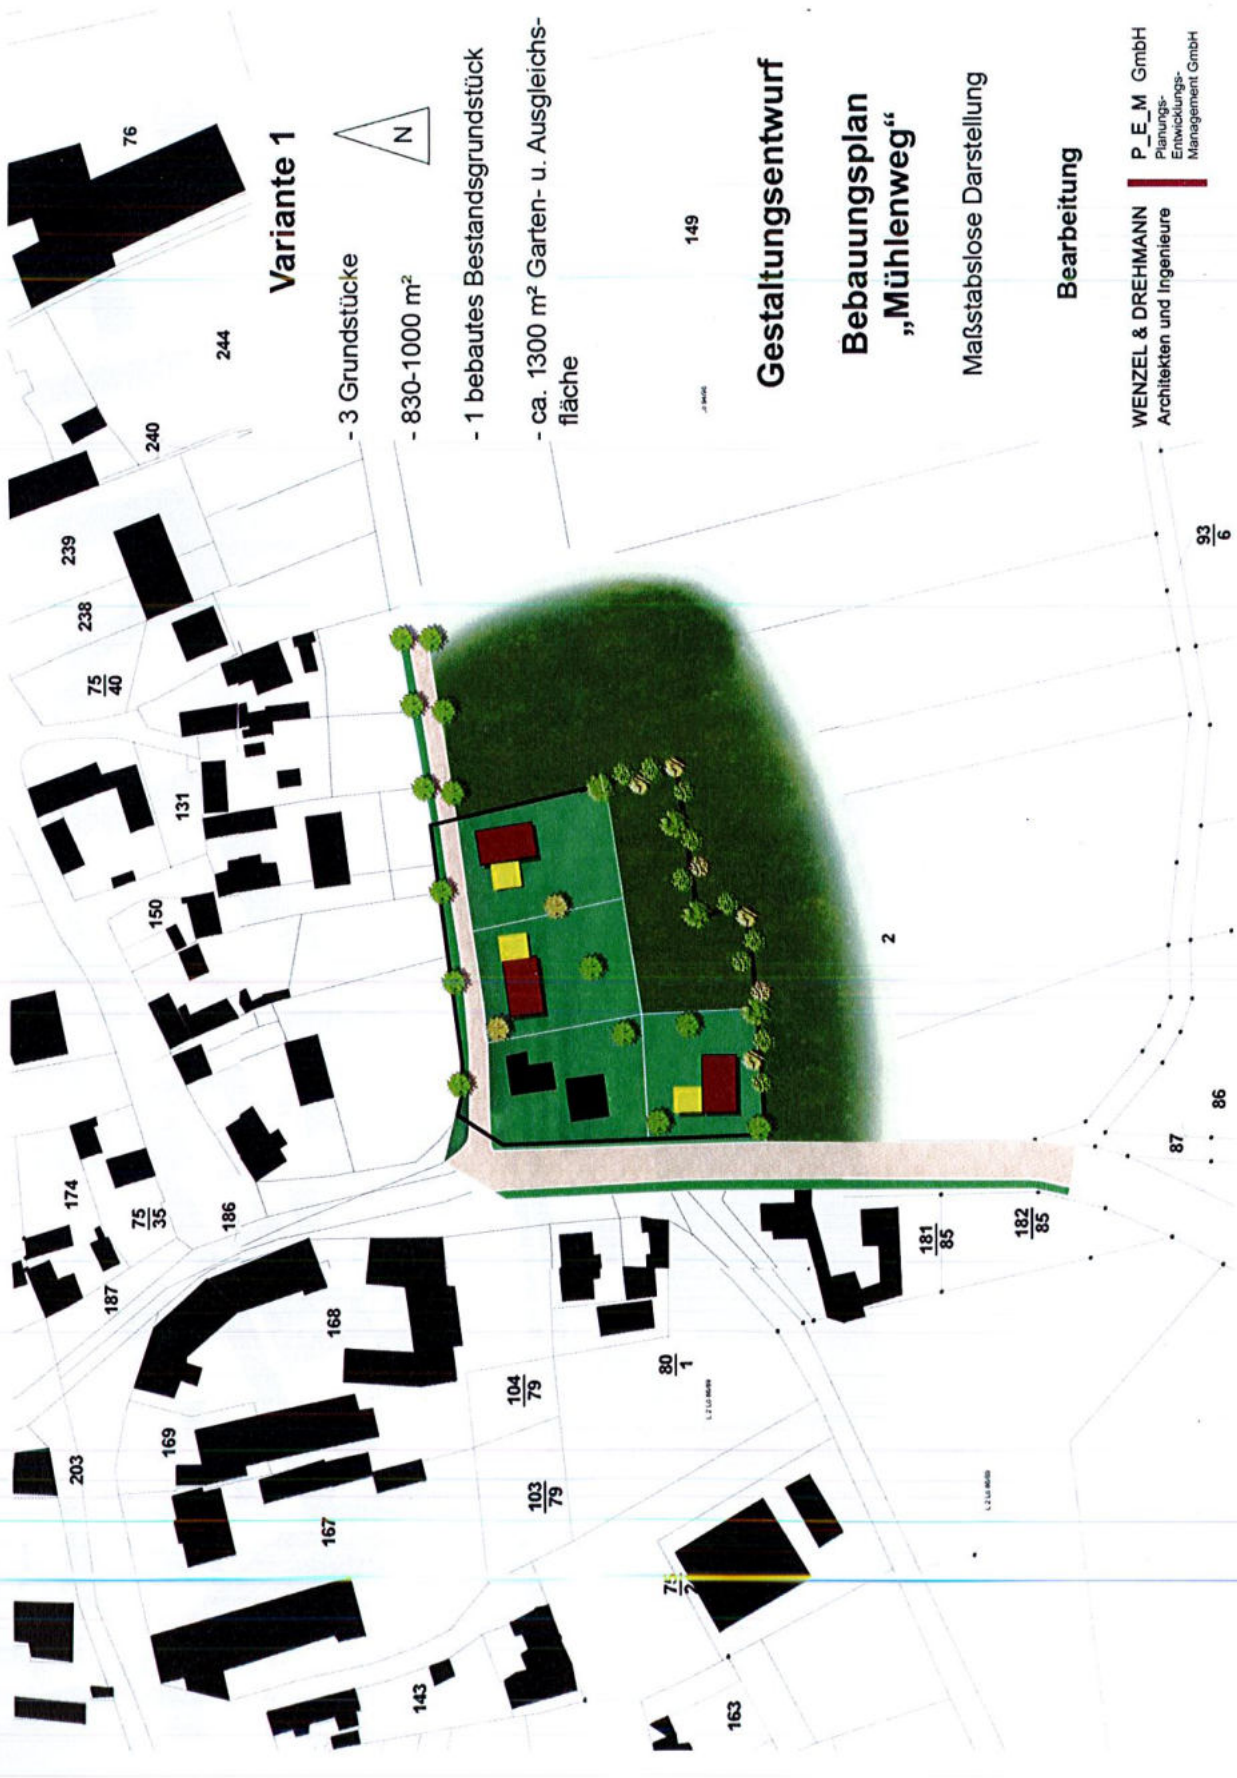 Variante 1
N
- 3 Grundstücke
- 830-1000 m²
- 1 bebautes Bestandsgrundstück
- ca. 1300 m² Garten- u. Ausgleichs-
fläche
Gestaltungsentwurf
Bebauungsplan
„Mühlenweg“
Maßstabslose Darstellung
Bearbeitung
WENZEL & DREHMANN
Architekten und Ingenieure
P_E_M GmbH
Planungs-
Entwicklungs-
Management GmbH
76
244
240
239
238
75
40
131
150
174
75
35
186
187
168
169
203
167
143
104
79
103
79
80
1
75
2
163
181
85
182
85
87
86
93
6
2
149